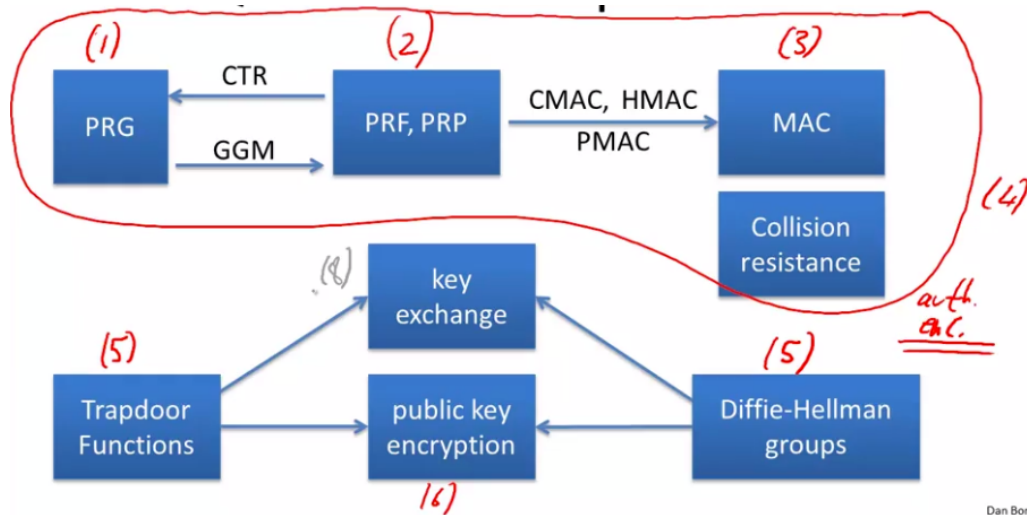 (1)
(2)
(3)
PRG
CTR
GGM
PRF, PRP
CMAC, HMAC
PMAC
MAC
(4)
Collision
resistance
auth.
enc.
(8)
key
exchange
(5)
Trapdoor
Functions
public key
encryption
(6)
(5)
Diffie-Hellman
groups
Dan Bon